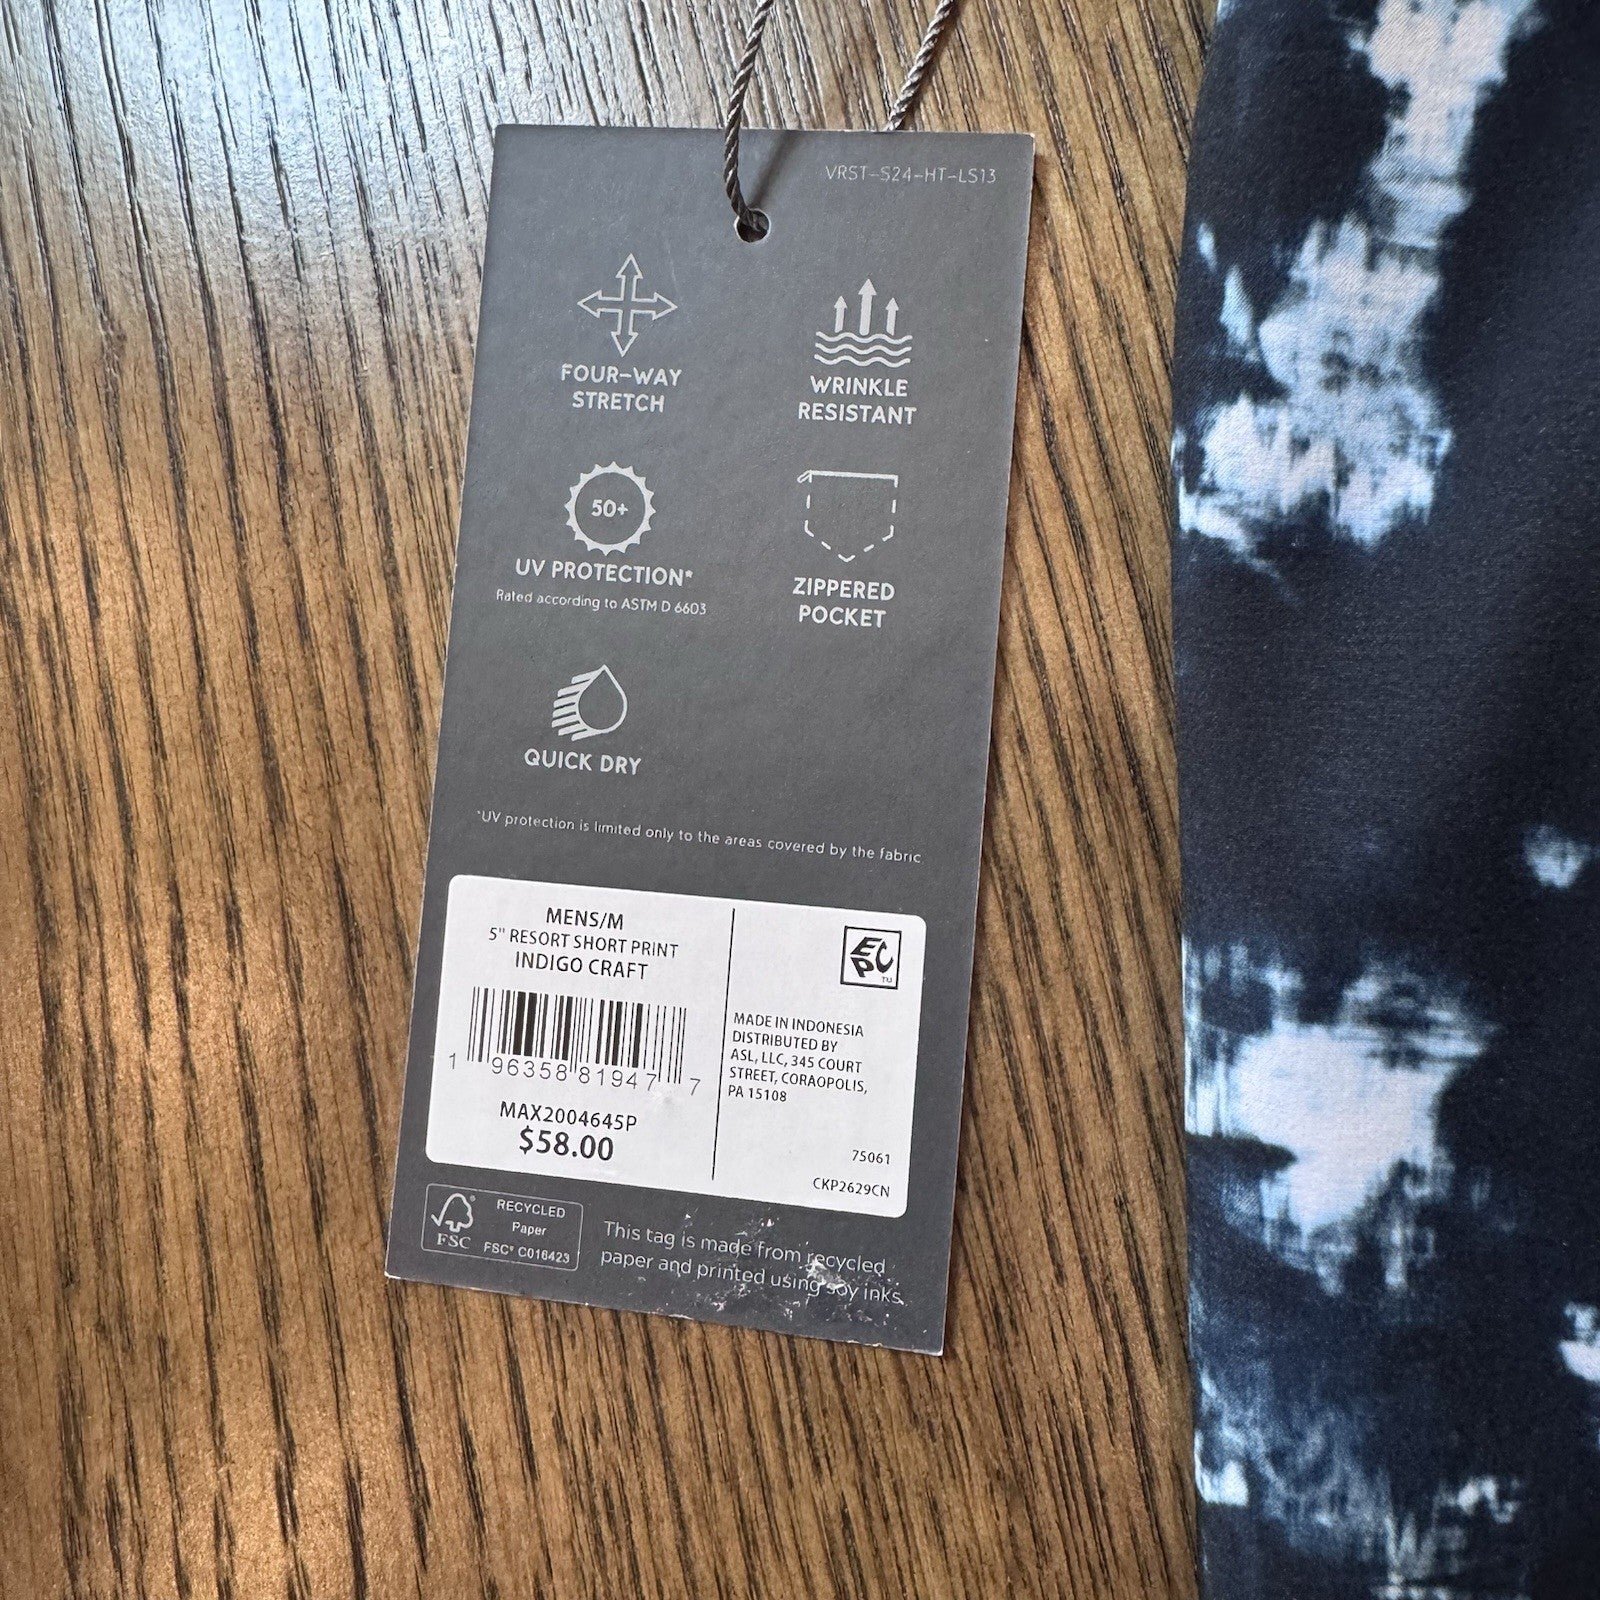 VRST-S24-HT-LS13
FOUR-WAY
STRETCH
WRINKLE
RESISTANT
50+
UV PROTECTION*
Rated according to ASTM D 6603
ZIPPERED
POCKET
QUICK DRY
*UV protection is limited only to the areas covered by the fabric
MENS/M
5" RESORT SHORT PRINT
INDIGO CRAFT
1 96358 81947 7
MAX2004645P
$58.00
ECPC TM
MADE IN INDONESIA
DISTRIBUTED BY
ASL, LLC, 345 COURT
STREET, CORAOPOLIS,
PA 15108
75061
CKP2629CN
FSC
RECYCLED
Paper
FSC® C016423
This tag is made from recycled
paper and printed using soy inks.